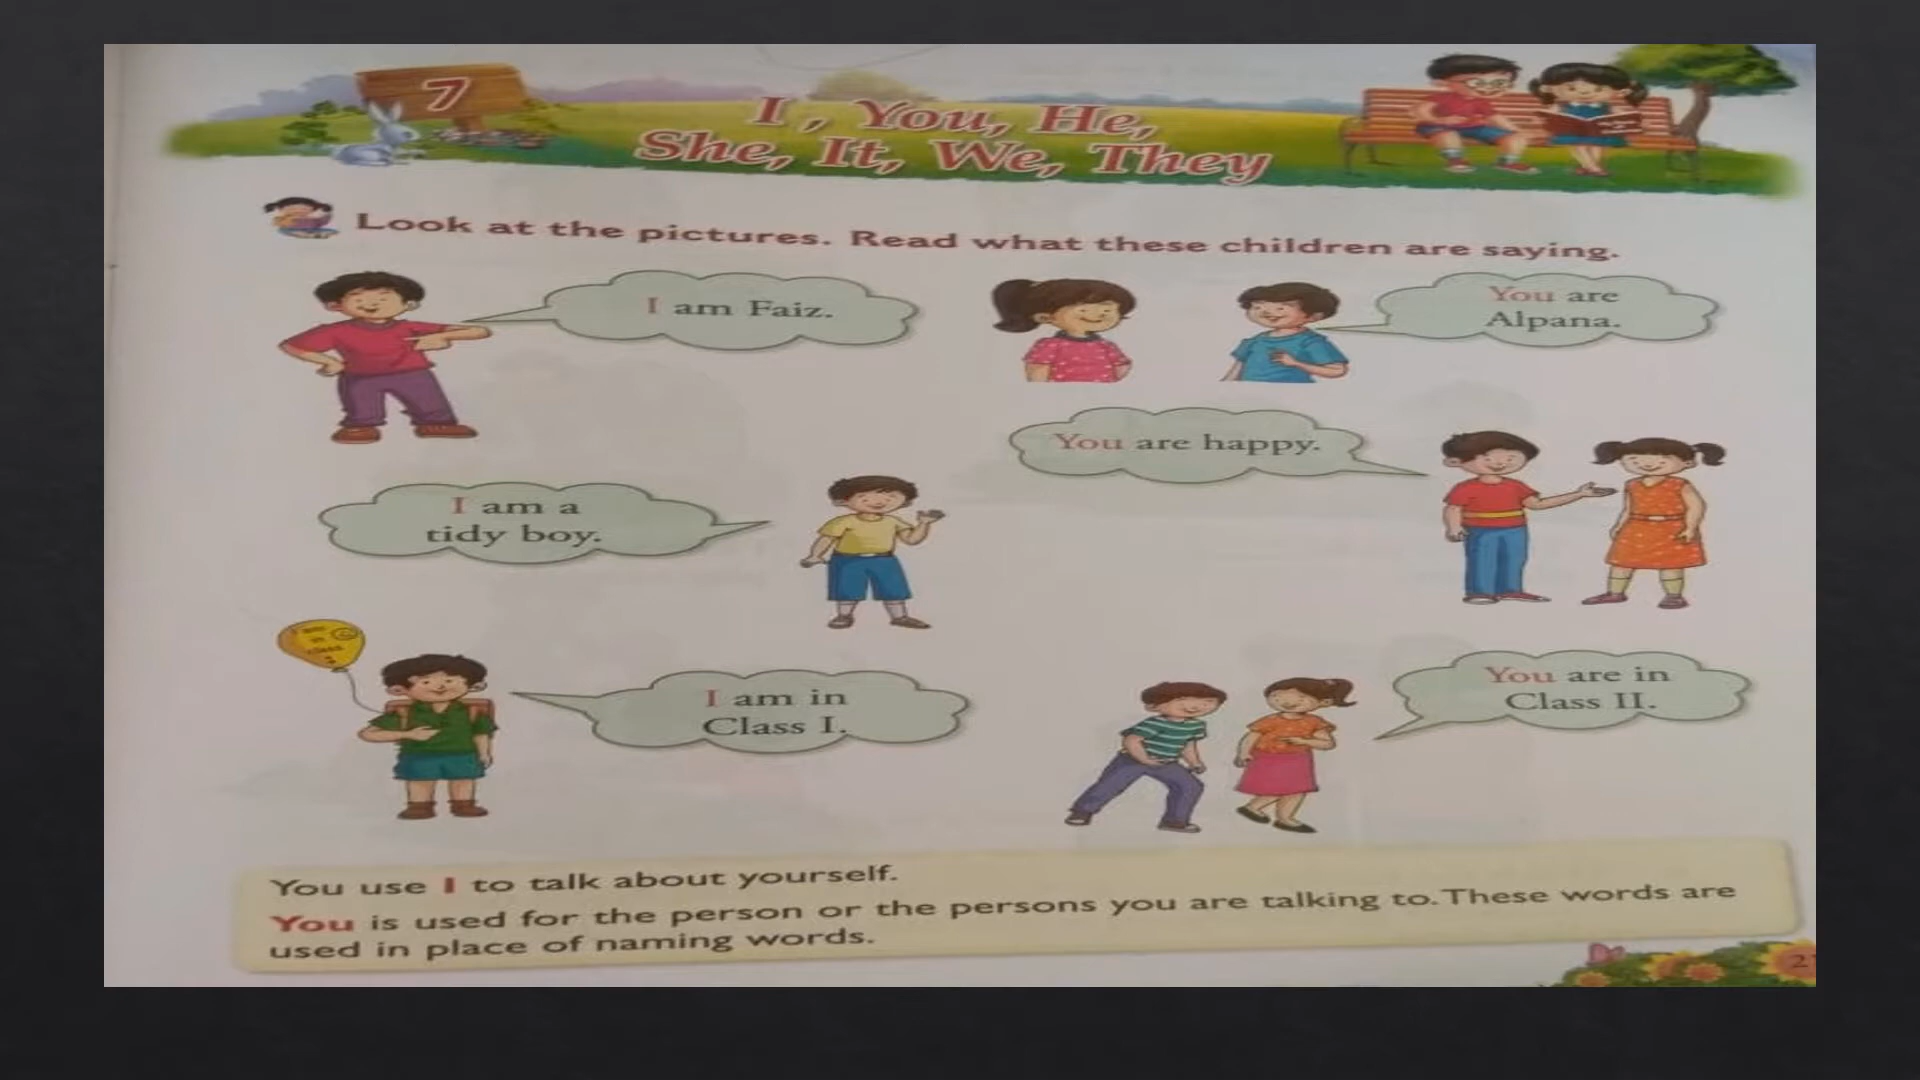 7
I, You, He,
She, It, We, They
Look at the pictures. Read what these children are saying.
I am Faiz.
You are
Alpana.
You are happy.
I am a
tidy boy.
I am in
Class I.
You are in
Class II.
You use I to talk about yourself.
You is used for the person or the persons you are talking to. These words are
used in place of naming words.